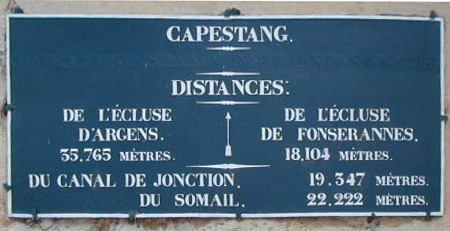 CAPESTANG.
DISTANCES:
DE L'ÉCLUSE
D'ARGENS.
35.765 MÈTRES.
DE L'ÉCLUSE
DE FONSERANNES.
18.104 MÈTRES.
DU CANAL DE JONCTION. 19.347 MÈTRES.
DU SOMAIL. 22.222 MÈTRES.